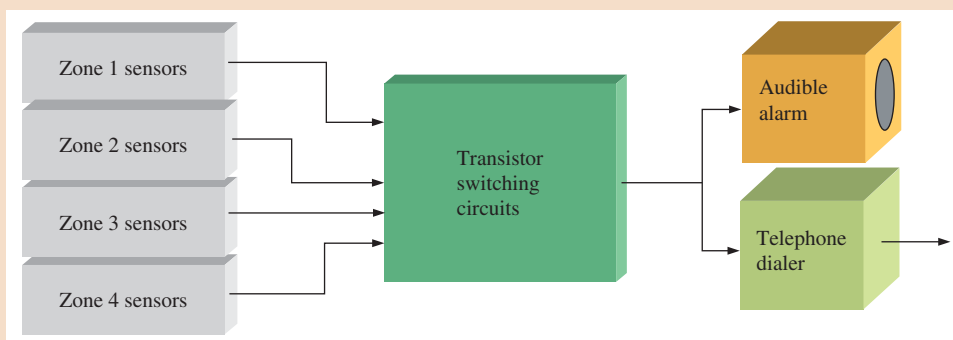 Zone 1 sensors
Zone 2 sensors
Zone 3 sensors
Zone 4 sensors
Transistor
switching
circuits
Audible
alarm
Telephone
dialer